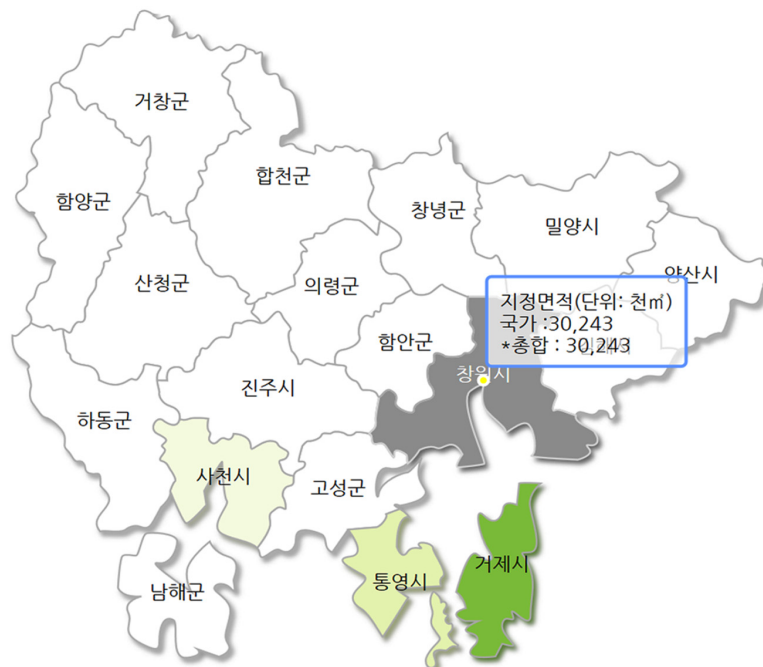 거창군
합천군
함양군
창녕군
밀양시
산청군
의령군
양산시
지정면적(단위: 천㎡)
국가 :30,243
*총합 : 30,243
함안군
진주시
창원시
하동군
사천시
고성군
거제시
통영시
남해군